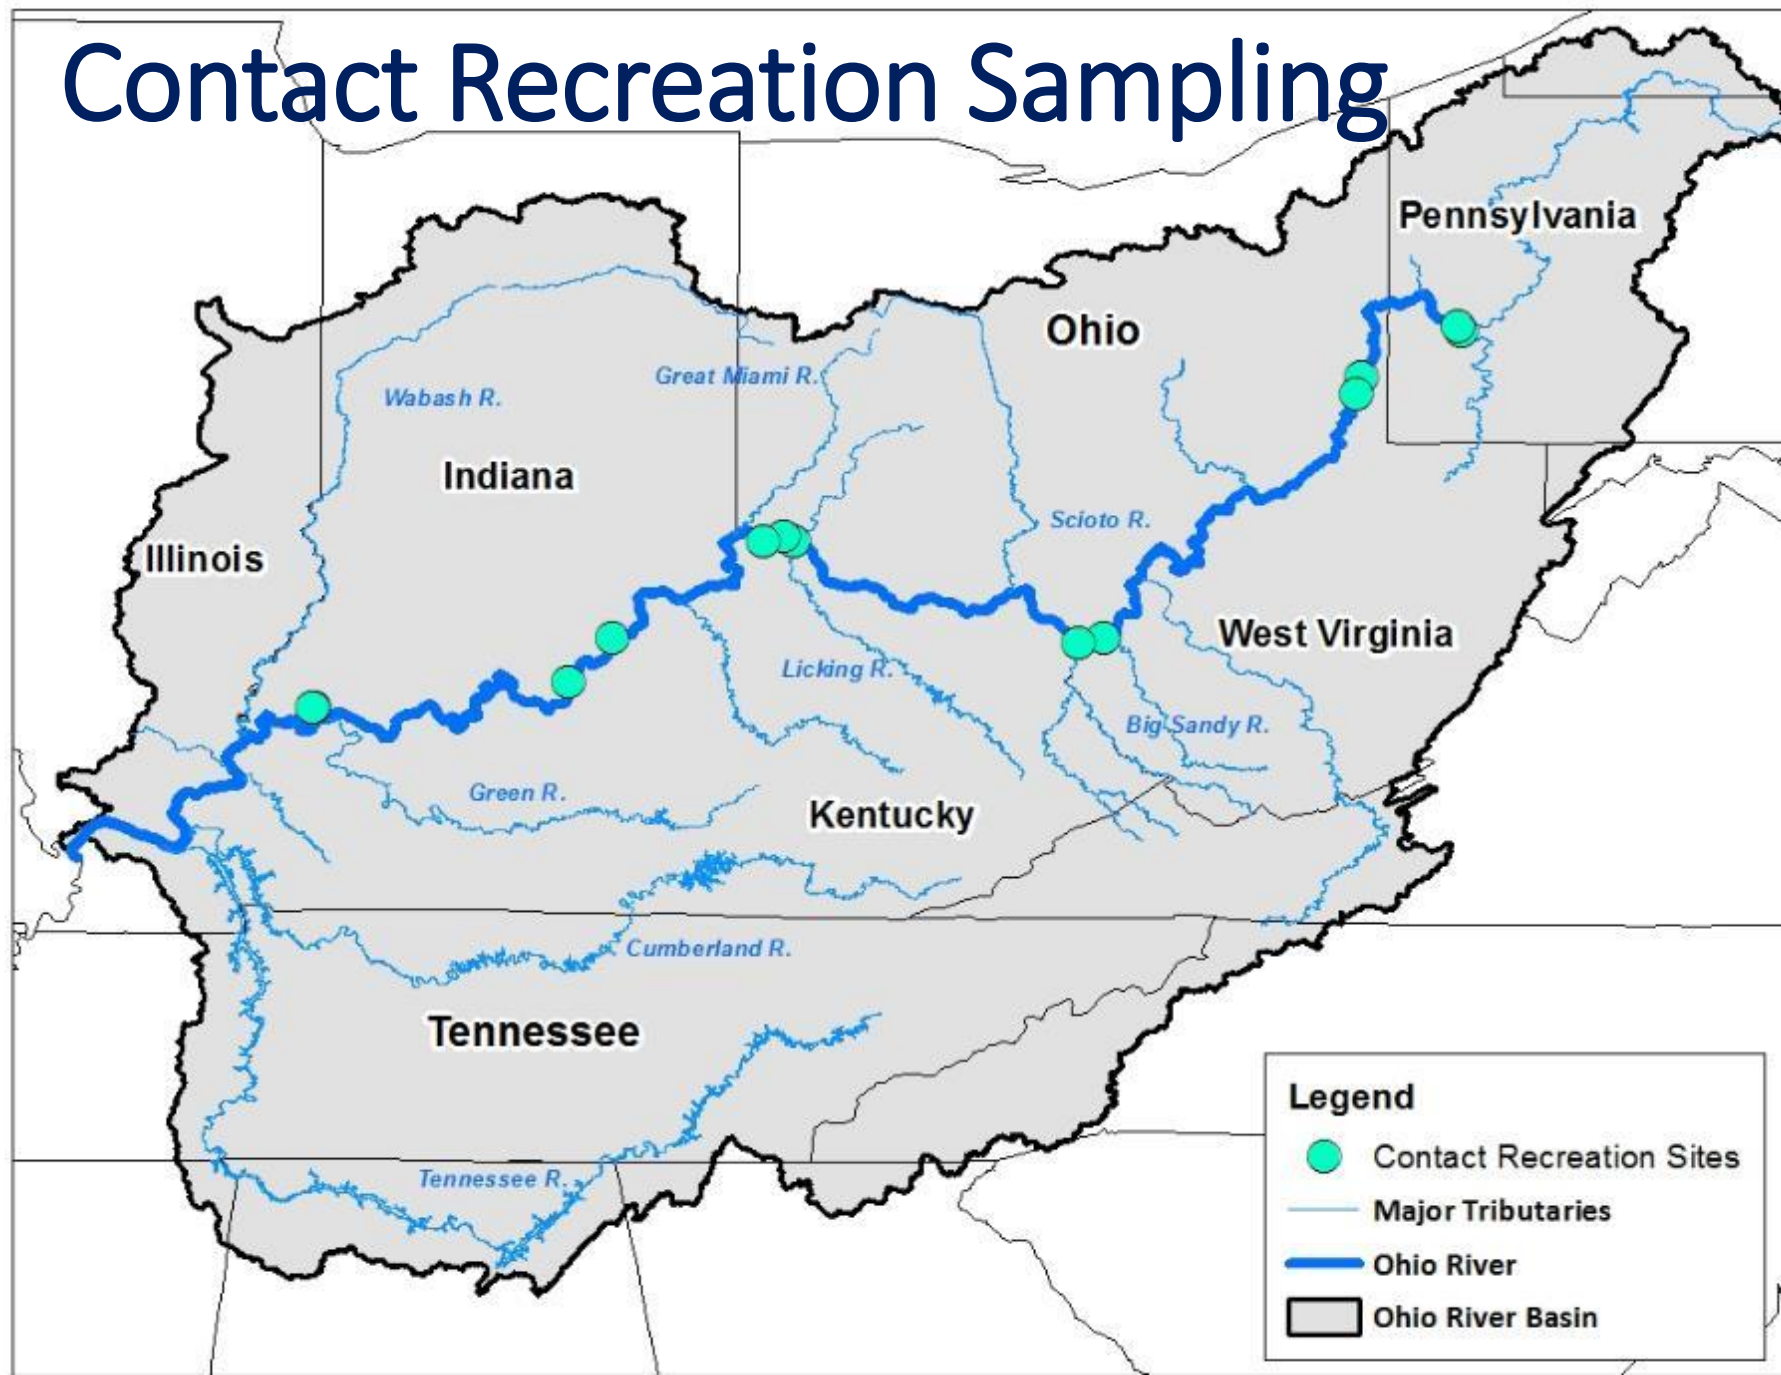 Contact Recreation Sampling
Pennsylvania
Ohio
Great Miami R.
Wabash R.
Indiana
Scioto R.
Illinois
West Virginia
Licking R.
Big Sandy R.
Green R.
Kentucky
Cumberland R.
Tennessee
Tennessee R.
Legend
Contact Recreation Sites
Major Tributaries
Ohio River
Ohio River Basin